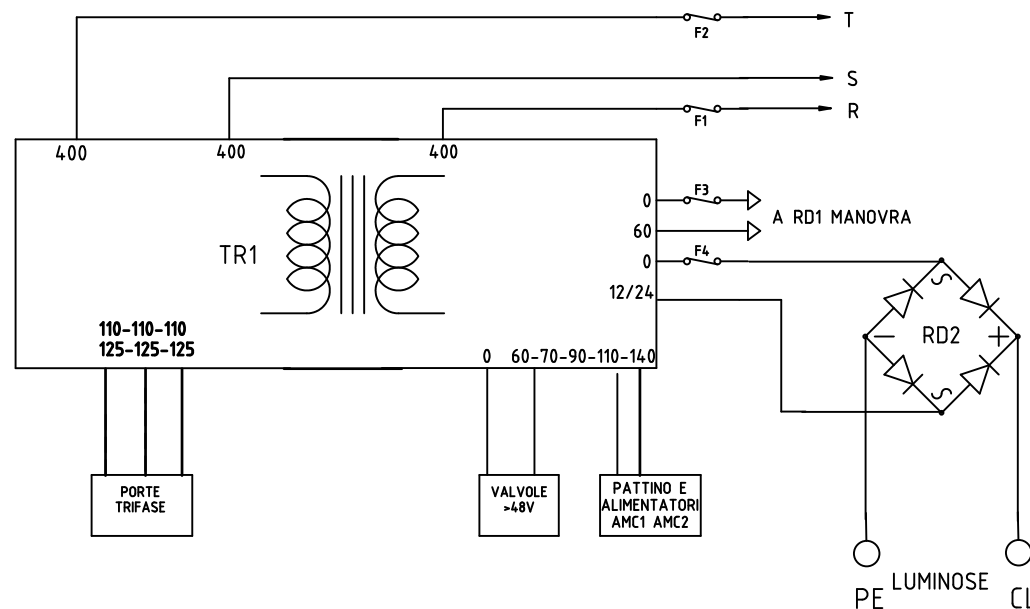 T
F2
S
R
F1
400
400
400
0
F3
A RD1 MANOVRA
60
TR1
0
F4
12/24
RD2
110-110-110
125-125-125
0
60-70-90-110-140
PORTE
TRIFASE
VALVOLE
>48V
PATTINO E
ALIMENTATORI
AMC1 AMC2
LUMINOSE
PE